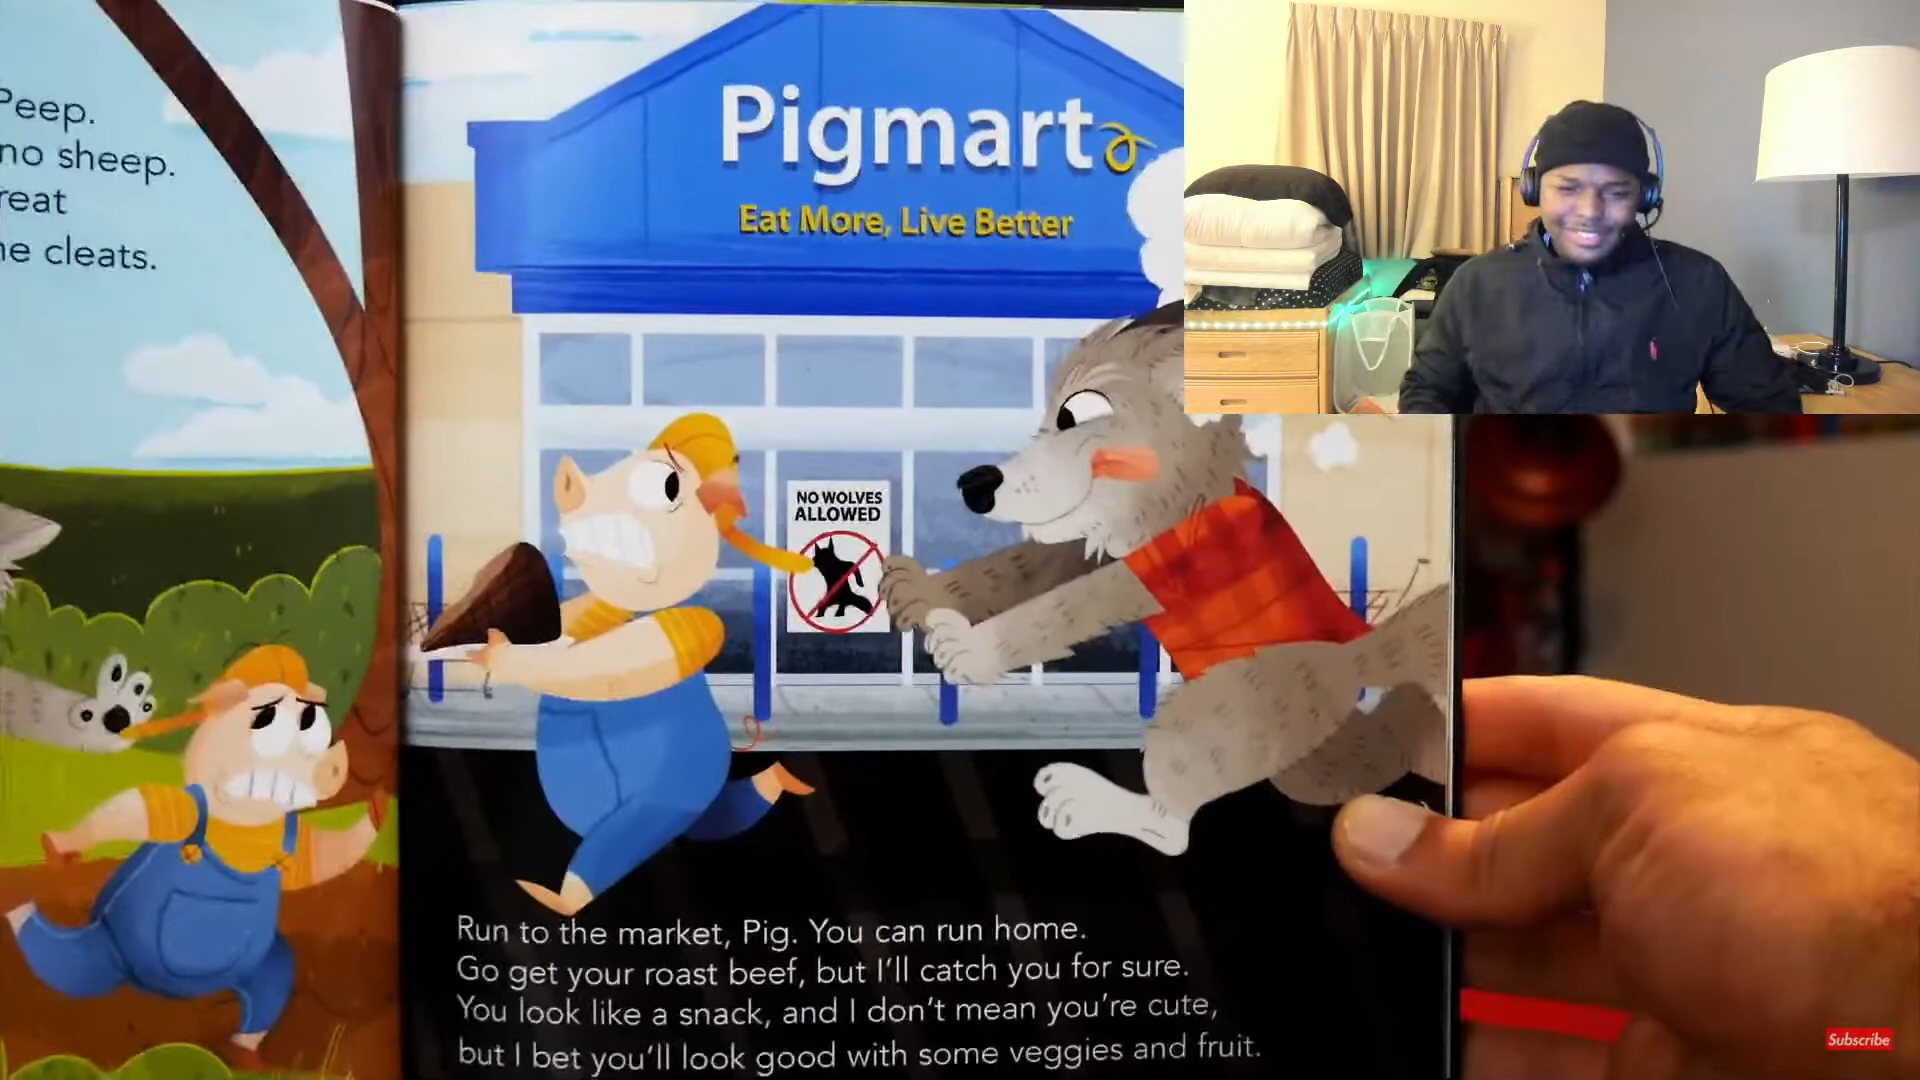 Peep.
no sheep.
reat
he cleats.
Pigmart
Eat More, Live Better
NO WOLVES
ALLOWED
Run to the market, Pig. You can run home.
Go get your roast beef, but I'll catch you for sure.
You look like a snack, and I don't mean you're cute,
but I bet you'll look good with some veggies and fruit.
Subscribe